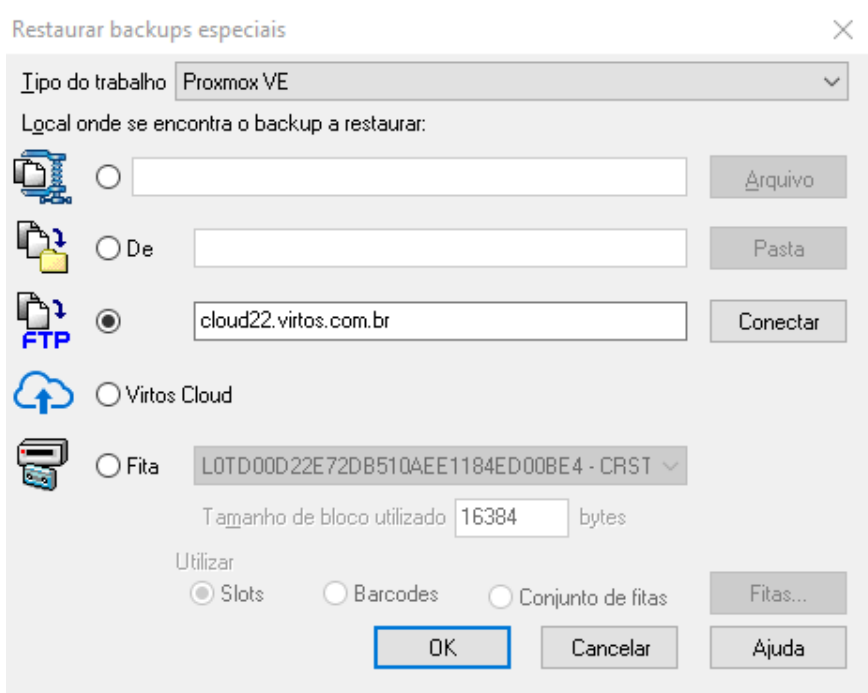 Restaurar backups especiais
Tipo do trabalho Proxmox VE
Local onde se encontra o backup a restaurar:
Arquivo
De Pasta
FTP cloud22.virtos.com.br Conectar
Virtos Cloud
Fita L0TD00D22E72DB510AEE1184ED00BE4 - CRST
Tamanho de bloco utilizado 16384 bytes
Utilizar
Slots Barcodes Conjunto de fitas Fitas...
OK Cancelar Ajuda